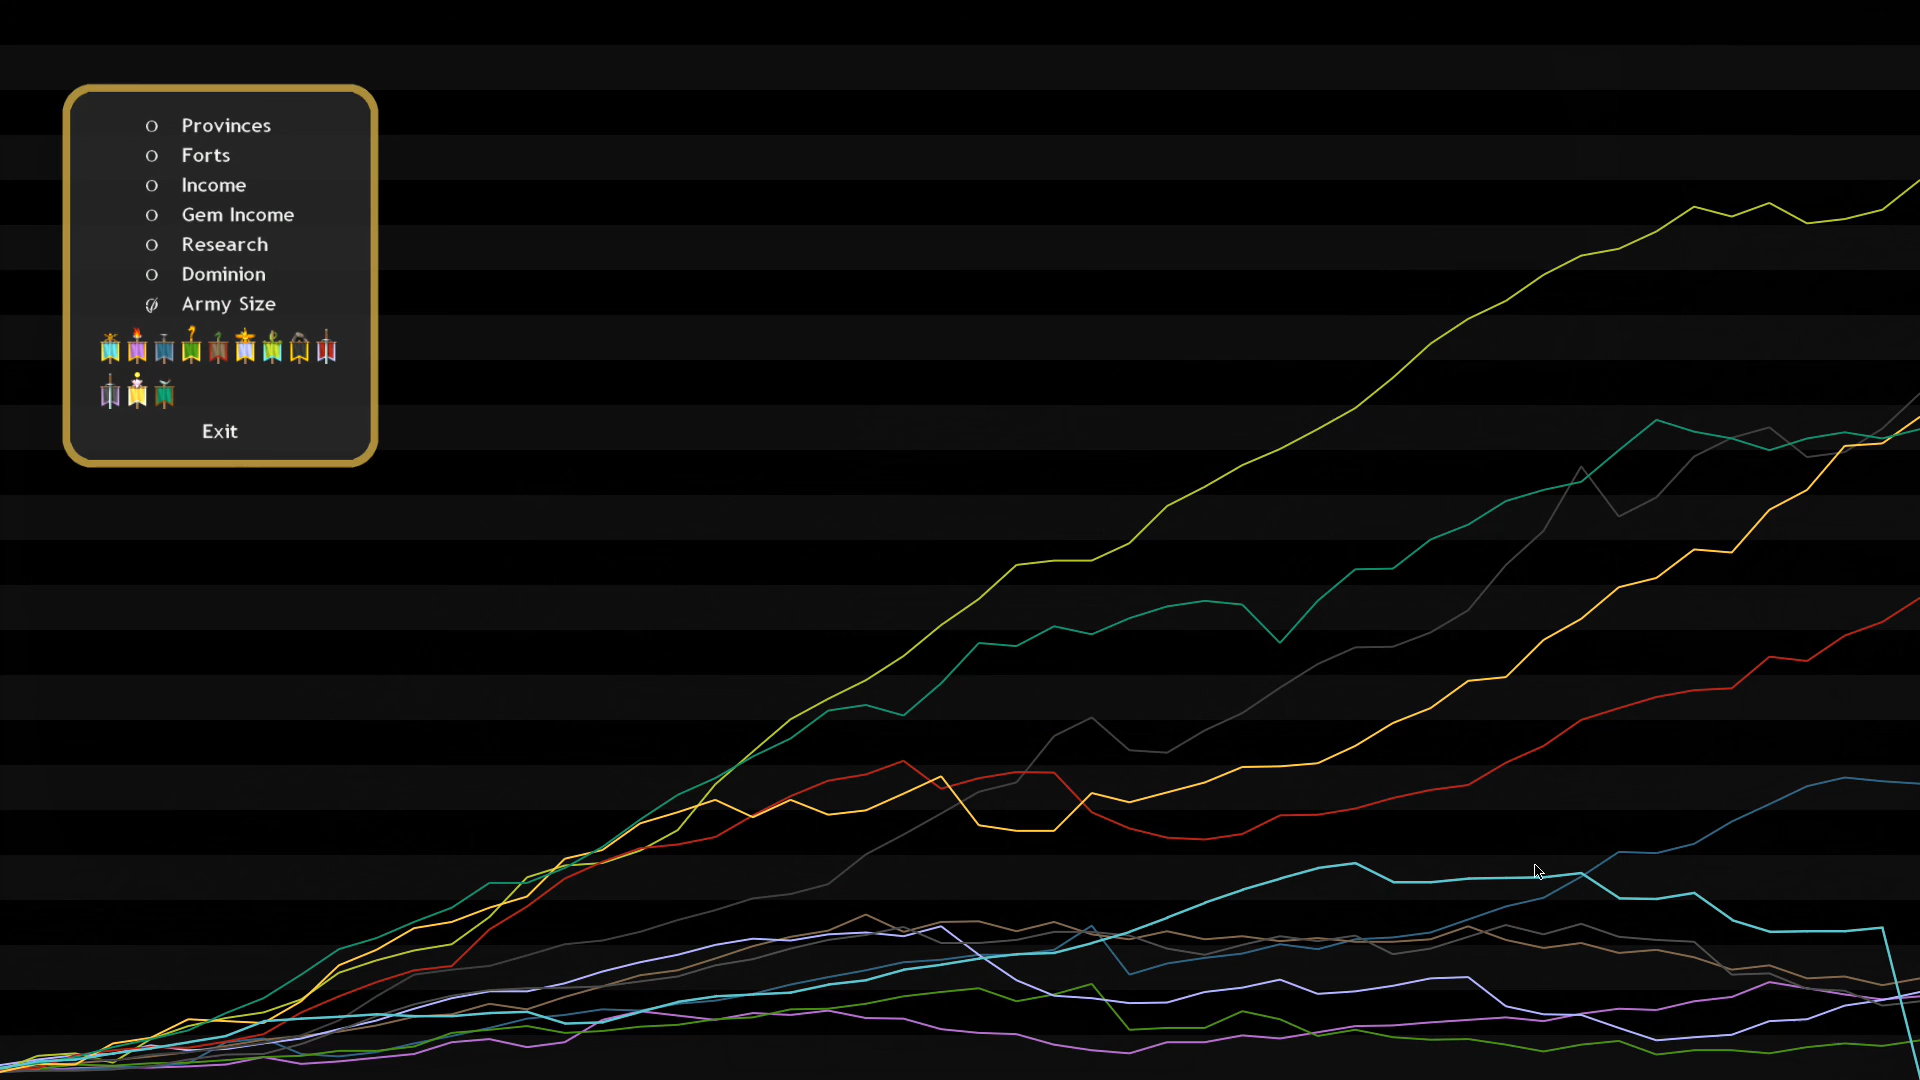 Provinces
Forts
Income
Gem Income
Research
Dominion
Army Size
Exit